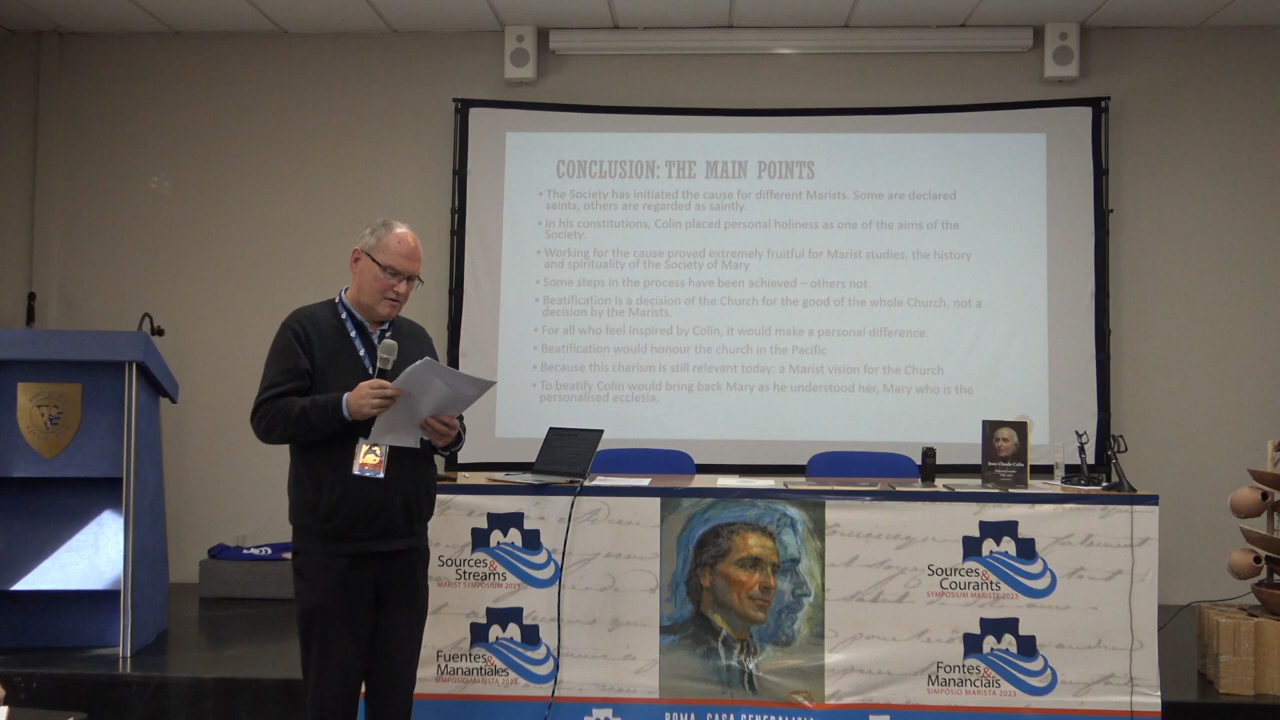 CONCLUSION: THE MAIN POINTS
• The Society has initiated the cause for different Marists. Some are declared
saints, others are regarded as saintly.
• In his constitutions, Colin placed personal holiness as one of the aims of the
Society.
• Working for the cause proved extremely fruitful for Marist studies, the history
and spirituality of the Society of Mary
• Some steps in the process have been achieved – others not.
• Beatification is a decision of the Church for the good of the whole Church, not a
decision by the Marists.
• For all who feel inspired by Colin, it would make a personal difference.
• Beatification would honour the church in the Pacific
• Because this charism is still relevant today: a Marist vision for the Church
• To beatify Colin would bring back Mary as he understood her, Mary who is the
personalised ecclesia.
Jean-Claude Colin
Sources &
Streams
MARIST SYMPOSIUM 2023
Fuentes &
Manantiales
SIMPOSIO MARISTA 2023
Sources &
Courants
SYMPOSIUM MARISTE 2023
Fontes &
Mananciais
SIMPÓSIO MARISTA 2023
ROMA, CASA GENERALIZIA